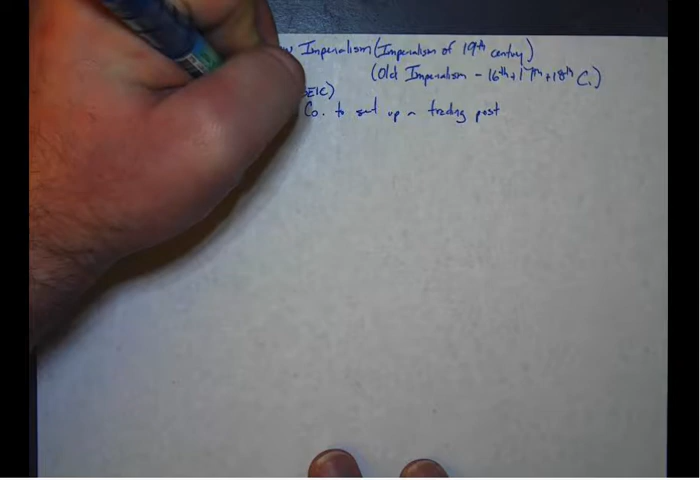 Imperialism (Imperialism of 19th century)
(Old Imperialism - 16th + 17th + 18th C.)
EIC)
Co. to set up a trading post